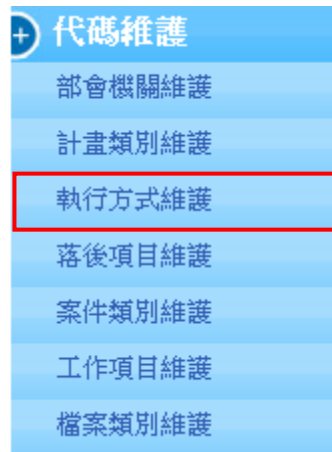 代碼維護
部會機關維護
計畫類別維護
執行方式維護
落後項目維護
案件類別維護
工作項目維護
檔案類別維護